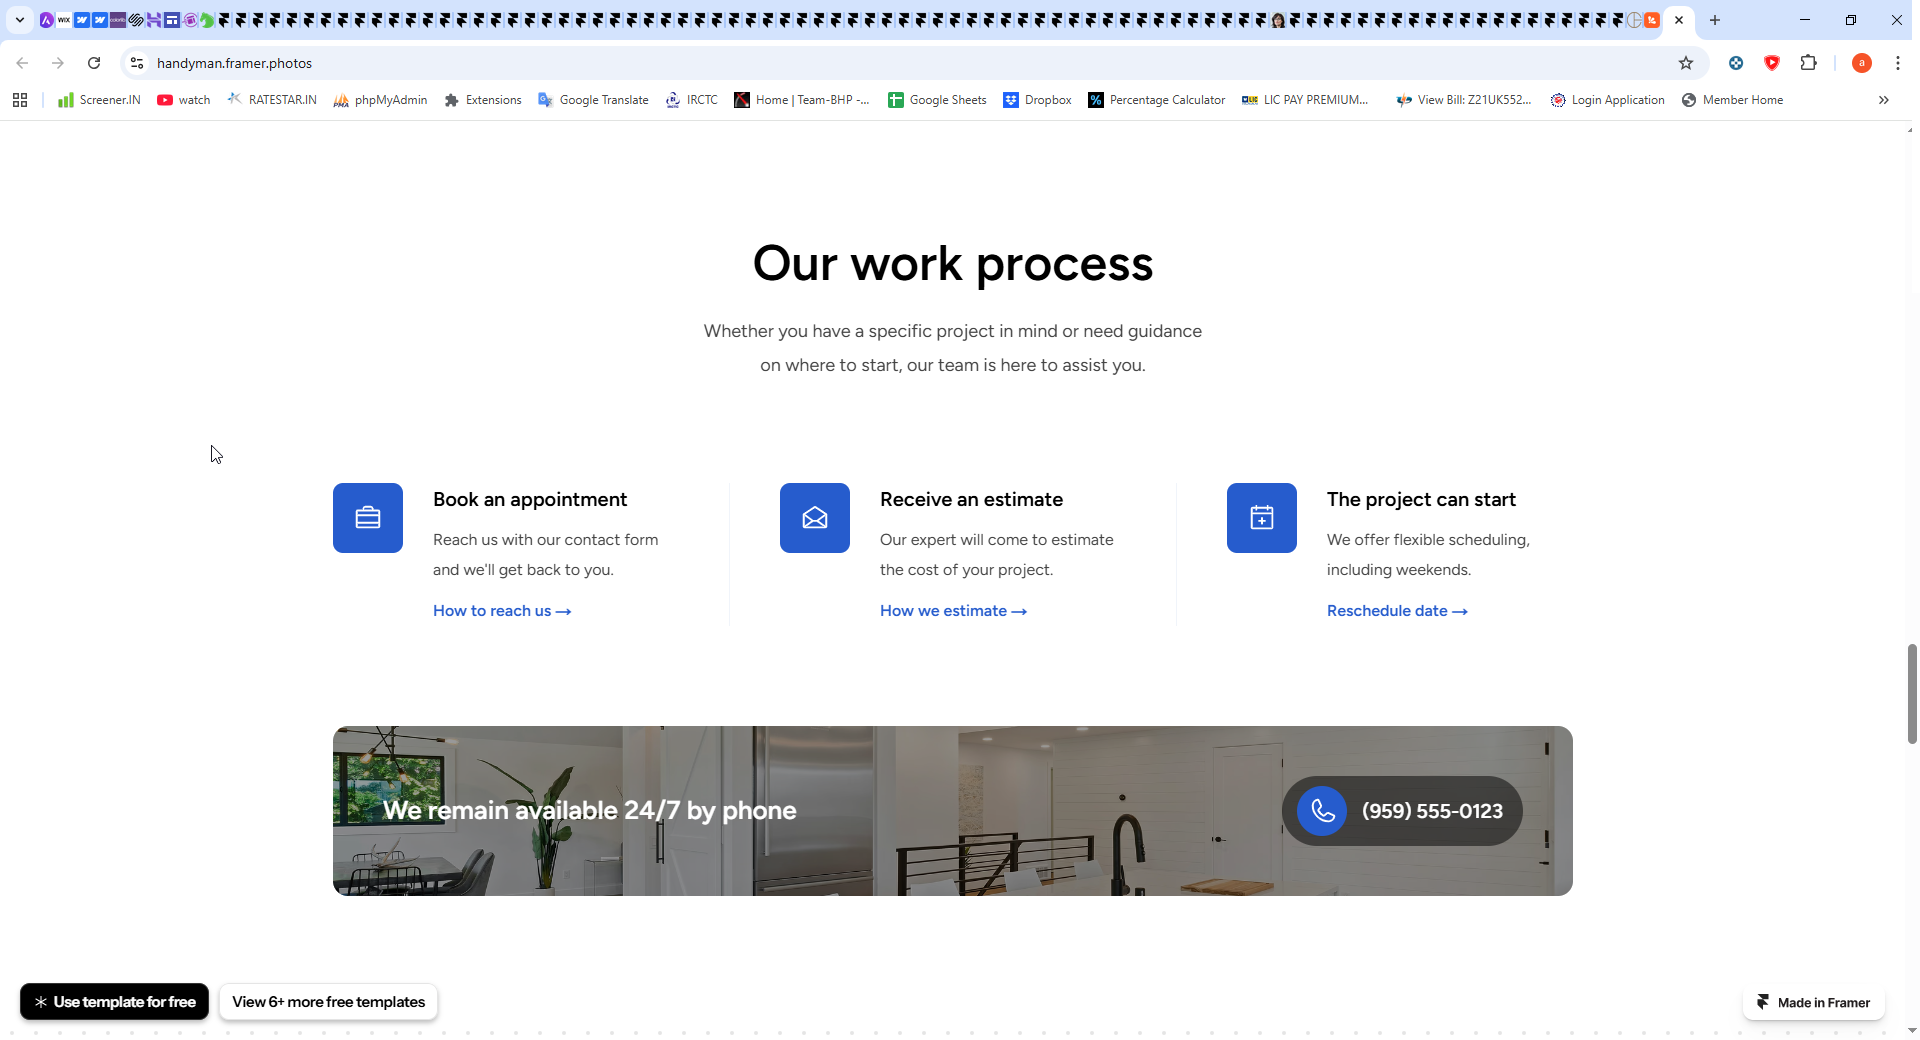 WIX
handyman.framer.photos
a
Screener.IN
watch
RATESTAR.IN
phpMyAdmin
Extensions
Google Translate
IRCTC
Home | Team-BHP -...
Google Sheets
Dropbox
Percentage Calculator
LIC PAY PREMIUM...
View Bill: Z21UK552...
Login Application
Member Home
Our work process
Whether you have a specific project in mind or need guidance
on where to start, our team is here to assist you.
Book an appointment
Reach us with our contact form
and we'll get back to you.
How to reach us →
Receive an estimate
Our expert will come to estimate
the cost of your project.
How we estimate →
The project can start
We offer flexible scheduling,
including weekends.
Reschedule date →
We remain available 24/7 by phone
(959) 555-0123
Use template for free
View 6+ more free templates
Made in Framer